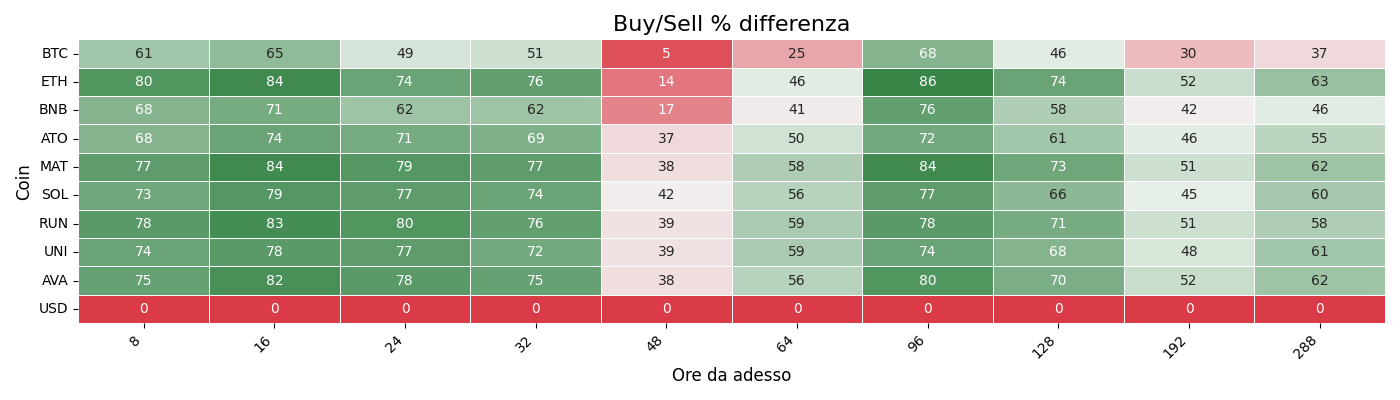 Buy/Sell % differenza
Coin
BTC 61 65 49 51 5 25 68 46 30 37
ETH 80 84 74 76 14 46 86 74 52 63
BNB 68 71 62 62 17 41 76 58 42 46
ATO 68 74 71 69 37 50 72 61 46 55
MAT 77 84 79 77 38 58 84 73 51 62
SOL 73 79 77 74 42 56 77 66 45 60
RUN 78 83 80 76 39 59 78 71 51 58
UNI 74 78 77 72 39 59 74 68 48 61
AVA 75 82 78 75 38 56 80 70 52 62
USD 0 0 0 0 0 0 0 0 0 0
8 16 24 32 48 64 96 128 192 288
Ore da adesso